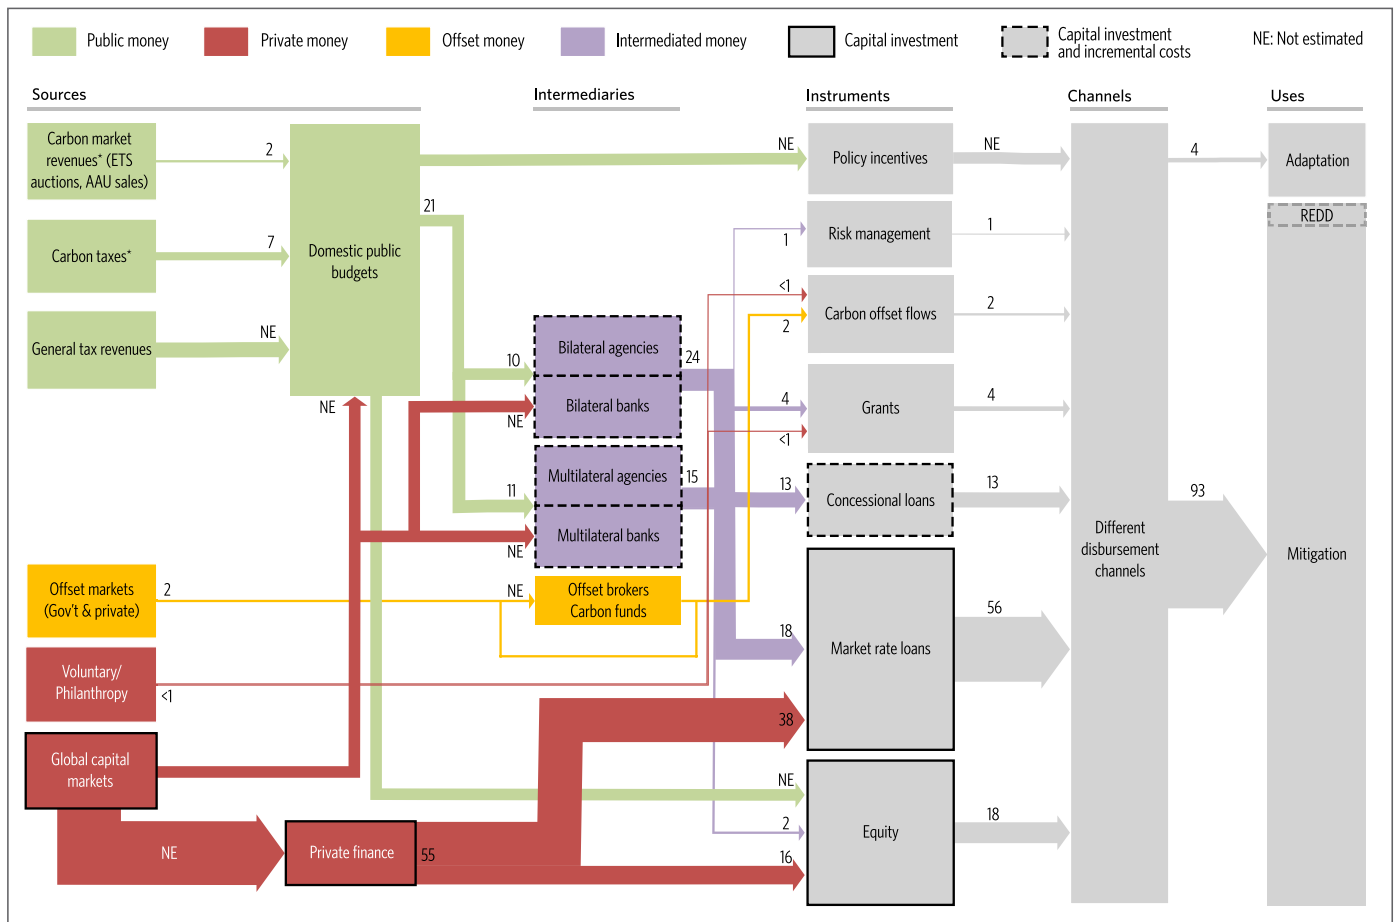 Public money
Private money
Offset money
Intermediated money
Capital investment
Capital investment
and incremental costs
NE: Not estimated
Sources
Intermediaries
Instruments
Channels
Uses
Carbon market
revenues* (ETS
auctions, AAU sales)
2
Carbon taxes*
7
General tax revenues
NE
Domestic public
budgets
21
NE
NE
Policy incentives
NE
4
Adaptation
REDD
1
Risk management
1
<1
2
Carbon offset flows
2
10
Bilateral agencies
24
Bilateral banks
NE
4
<1
Grants
4
11
Multilateral agencies
15
Multilateral banks
NE
13
Concessional loans
13
Different
disbursement
channels
93
Mitigation
Offset markets
(Gov't & private)
2
NE
Offset brokers
Carbon funds
18
Market rate loans
56
38
Voluntary/
Philanthropy
<1
Global capital
markets
NE
Private finance
55
NE
2
16
Equity
18